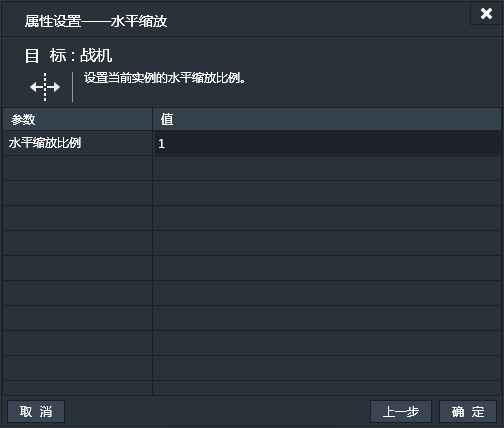 属性设置——水平缩放
目 标：战机
设置当前实例的水平缩放比例。
参数 值
水平缩放比例 1
取 消 上一步 确 定